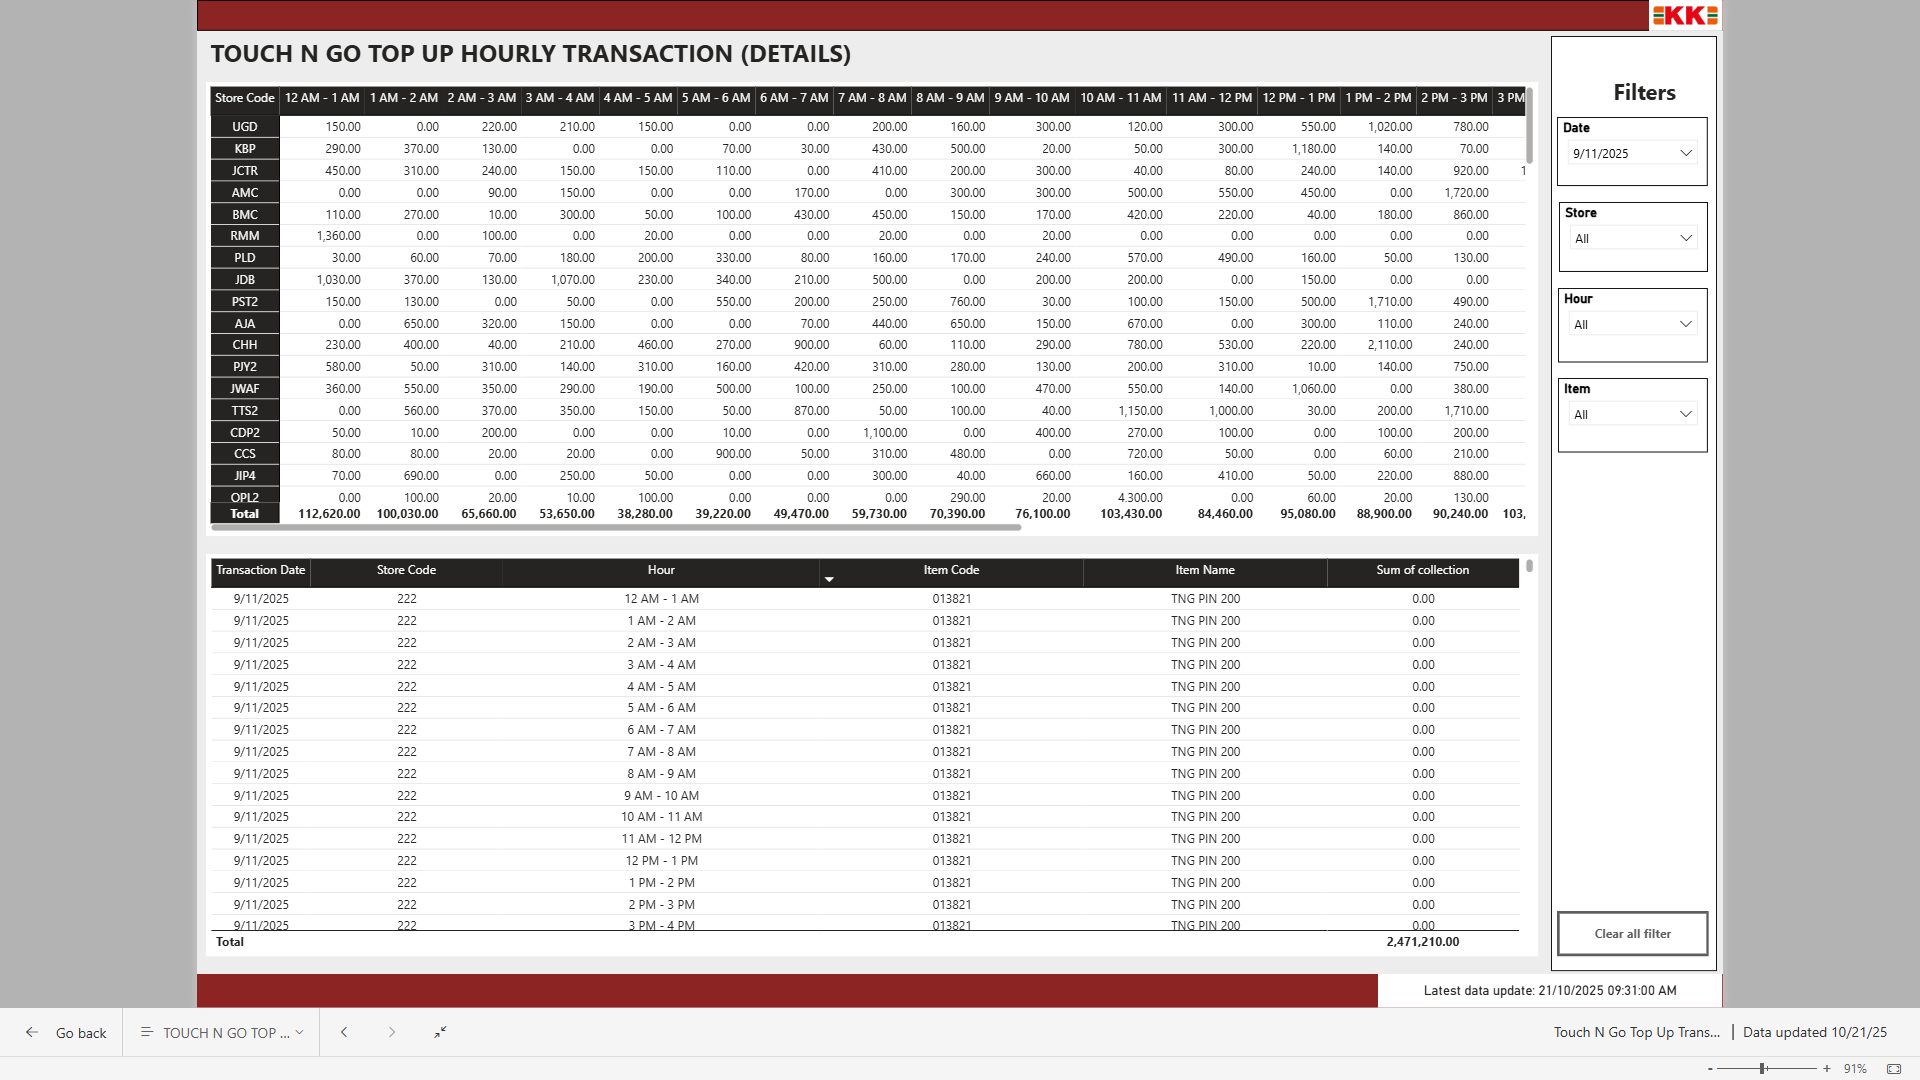 KK
TOUCH N GO TOP UP HOURLY TRANSACTION (DETAILS)
Store Code 12 AM - 1 AM 1 AM - 2 AM 2 AM - 3 AM 3 AM - 4 AM 4 AM - 5 AM 5 AM - 6 AM 6 AM - 7 AM 7 AM - 8 AM 8 AM - 9 AM 9 AM - 10 AM 10 AM - 11 AM 11 AM - 12 PM 12 PM - 1 PM 1 PM - 2 PM 2 PM - 3 PM 3 PM
UGD 150.00 0.00 220.00 210.00 150.00 0.00 0.00 200.00 160.00 300.00 120.00 300.00 550.00 1,020.00 780.00
KBP 290.00 370.00 130.00 0.00 0.00 70.00 30.00 430.00 500.00 20.00 50.00 300.00 1,180.00 140.00 70.00
JCTR 450.00 310.00 240.00 150.00 150.00 110.00 0.00 410.00 200.00 300.00 40.00 80.00 240.00 140.00 920.00 1
AMC 0.00 0.00 90.00 150.00 0.00 0.00 170.00 0.00 300.00 300.00 500.00 550.00 450.00 0.00 1,720.00
BMC 110.00 270.00 10.00 300.00 50.00 100.00 430.00 450.00 150.00 170.00 420.00 220.00 40.00 180.00 860.00
RMM 1,360.00 0.00 100.00 0.00 20.00 0.00 0.00 20.00 0.00 20.00 0.00 0.00 0.00 0.00 0.00
PLD 30.00 60.00 70.00 180.00 200.00 330.00 80.00 160.00 170.00 240.00 570.00 490.00 160.00 50.00 130.00
JDB 1,030.00 370.00 130.00 1,070.00 230.00 340.00 210.00 500.00 0.00 200.00 200.00 0.00 150.00 0.00 0.00
PST2 150.00 130.00 0.00 50.00 0.00 550.00 200.00 250.00 760.00 30.00 100.00 150.00 500.00 1,710.00 490.00
AJA 0.00 650.00 320.00 150.00 0.00 0.00 70.00 440.00 650.00 150.00 670.00 0.00 300.00 110.00 240.00
CHH 230.00 400.00 40.00 210.00 460.00 270.00 900.00 60.00 110.00 290.00 780.00 530.00 220.00 2,110.00 240.00
PJY2 580.00 50.00 310.00 140.00 310.00 160.00 420.00 310.00 280.00 130.00 200.00 310.00 10.00 140.00 750.00
JWAF 360.00 550.00 350.00 290.00 190.00 500.00 100.00 250.00 100.00 470.00 550.00 140.00 1,060.00 0.00 380.00
TTS2 0.00 560.00 370.00 350.00 150.00 50.00 870.00 50.00 100.00 40.00 1,150.00 1,000.00 30.00 200.00 1,710.00
CDP2 50.00 10.00 200.00 0.00 0.00 10.00 0.00 1,100.00 0.00 400.00 270.00 100.00 0.00 100.00 200.00
CCS 80.00 80.00 20.00 20.00 0.00 900.00 50.00 310.00 480.00 0.00 720.00 50.00 0.00 60.00 210.00
JIP4 70.00 690.00 0.00 250.00 50.00 0.00 0.00 300.00 40.00 660.00 160.00 410.00 50.00 220.00 880.00
OPL2 0.00 100.00 20.00 10.00 100.00 0.00 0.00 0.00 290.00 20.00 4,300.00 0.00 60.00 20.00 130.00
Total 112,620.00 100,030.00 65,660.00 53,650.00 38,280.00 39,220.00 49,470.00 59,730.00 70,390.00 76,100.00 103,430.00 84,460.00 95,080.00 88,900.00 90,240.00 103,
Transaction Date Store Code Hour Item Code Item Name Sum of collection
9/11/2025 222 12 AM - 1 AM 013821 TNG PIN 200 0.00
9/11/2025 222 1 AM - 2 AM 013821 TNG PIN 200 0.00
9/11/2025 222 2 AM - 3 AM 013821 TNG PIN 200 0.00
9/11/2025 222 3 AM - 4 AM 013821 TNG PIN 200 0.00
9/11/2025 222 4 AM - 5 AM 013821 TNG PIN 200 0.00
9/11/2025 222 5 AM - 6 AM 013821 TNG PIN 200 0.00
9/11/2025 222 6 AM - 7 AM 013821 TNG PIN 200 0.00
9/11/2025 222 7 AM - 8 AM 013821 TNG PIN 200 0.00
9/11/2025 222 8 AM - 9 AM 013821 TNG PIN 200 0.00
9/11/2025 222 9 AM - 10 AM 013821 TNG PIN 200 0.00
9/11/2025 222 10 AM - 11 AM 013821 TNG PIN 200 0.00
9/11/2025 222 11 AM - 12 PM 013821 TNG PIN 200 0.00
9/11/2025 222 12 PM - 1 PM 013821 TNG PIN 200 0.00
9/11/2025 222 1 PM - 2 PM 013821 TNG PIN 200 0.00
9/11/2025 222 2 PM - 3 PM 013821 TNG PIN 200 0.00
9/11/2025 222 3 PM - 4 PM 013821 TNG PIN 200 0.00
Total 2,471,210.00
Filters
Date
9/11/2025
Store
All
Hour
All
Item
All
Clear all filter
Latest data update: 21/10/2025 09:31:00 AM
Go back
TOUCH N GO TOP ...
Touch N Go Top Up Trans... | Data updated 10/21/25
- + 91%